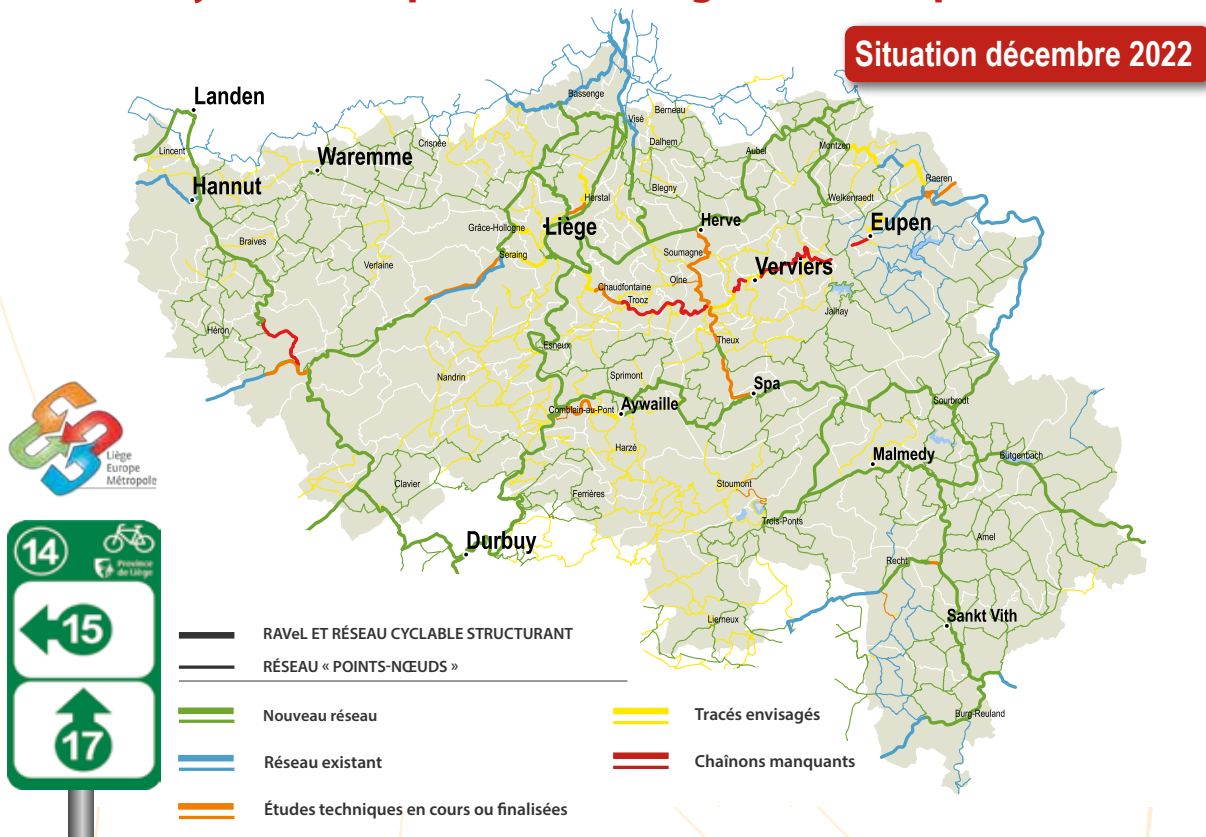 Situation décembre 2022
Landen
Bassenge
Berneau
Visé
Lincent
Crisnée
Dalhem
Aubel
Montzen
Waremme
Hannut
Raeren
Blegny
Welkenraedt
Herstal
Herve
Eupen
Grâce-Hollogne
Liège
Braives
Verlaine
Seraing
Soumagne
Verviers
Olne
Chaudfontaine
Trooz
Jalhay
Héron
Theux
Esneux
Nandrin
Sprimont
Spa
Sourbrodt
Comblain-au-Pont
Aywaille
Harzé
Malmedy
Bütgenbach
Liège
Europe
Métropole
Clavier
Ferrières
Stoumont
Trois-Ponts
Durbuy
Amel
Recht
14
Province
de Liège
Lierneux
Sankt Vith
15
RAVeL ET RÉSEAU CYCLABLE STRUCTURANT
RÉSEAU « POINTS-NŒUDS »
17
Nouveau réseau
Tracés envisagés
Burg-Reuland
Réseau existant
Chaînons manquants
Études techniques en cours ou finalisées